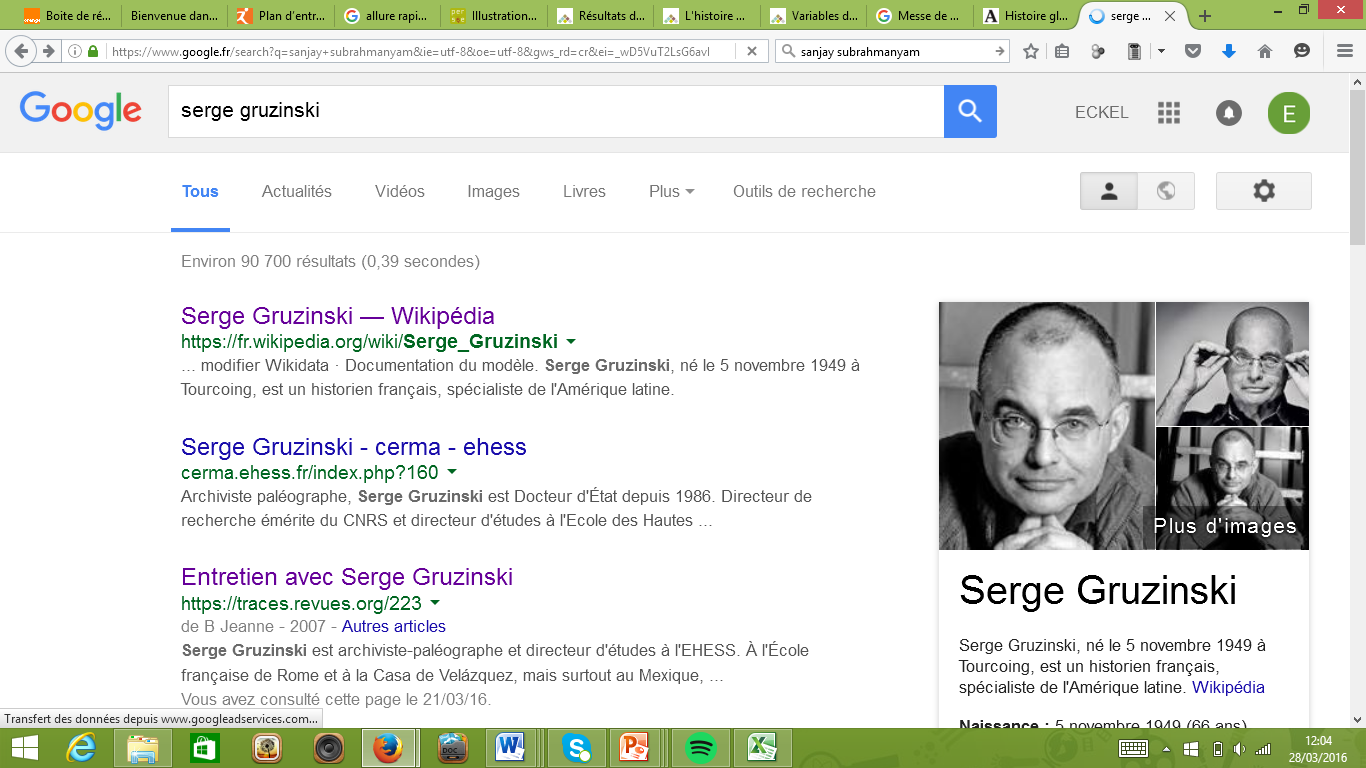 Boite de ré...
Bienvenue dan...
Plan d'entr...
allure rapi...
Illustration...
Résultats d...
L'histoire ...
Variables d...
Messe de ...
Histoire gl...
serge ...
https://www.google.fr/search?q=sanjay+subrahmanyam&ie=utf-8&oe=utf-8&gws_rd=cr&ei=_wD5VuT2LsG6avI
sanjay subrahmanyam
Google
serge gruzinski
ECKEL
E
Tous
Actualités
Vidéos
Images
Livres
Plus
Outils de recherche
Environ 90 700 résultats (0,39 secondes)
Serge Gruzinski — Wikipédia
https://fr.wikipedia.org/wiki/Serge_Gruzinski
... modifier Wikidata · Documentation du modèle. Serge Gruzinski, né le 5 novembre 1949 à
Tourcoing, est un historien français, spécialiste de l'Amérique latine.
Serge Gruzinski - cerma - ehess
cerma.ehess.fr/index.php?160
Archiviste paléographe, Serge Gruzinski est Docteur d'État depuis 1986. Directeur de
recherche émérite du CNRS et directeur d'études à l'Ecole des Hautes ...
Entretien avec Serge Gruzinski
https://traces.revues.org/223
de B Jeanne - 2007 - Autres articles
Serge Gruzinski est archiviste-paléographe et directeur d'études à l'EHESS. À l'École
française de Rome et à la Casa de Velázquez, mais surtout au Mexique, ...
Vous avez consulté cette page le 21/03/16.
Plus d'images
Serge Gruzinski
Serge Gruzinski, né le 5 novembre 1949 à
Tourcoing, est un historien français,
spécialiste de l'Amérique latine. Wikipédia
Naissance : 5 novembre 1949 (66 ans)
Transfert des données depuis www.googleadservices.com...
DOC
12:04
28/03/2016